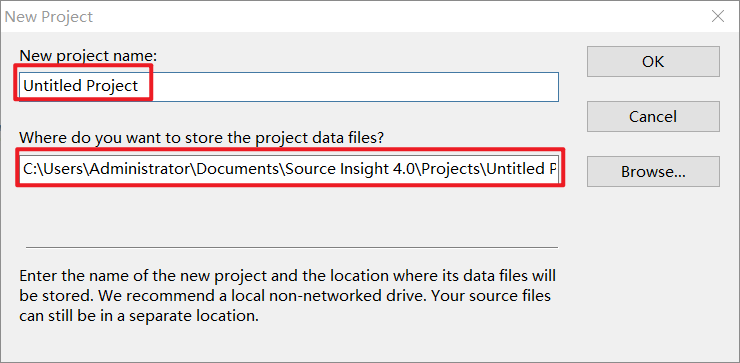 New Project
New project name:
OK
Untitled Project
Cancel
Where do you want to store the project data files?
C:\Users\Administrator\Documents\Source Insight 4.0\Projects\Untitled P
Browse...
Enter the name of the new project and the location where its data files will
be stored. We recommend a local non-networked drive. Your source files
can still be in a separate location.